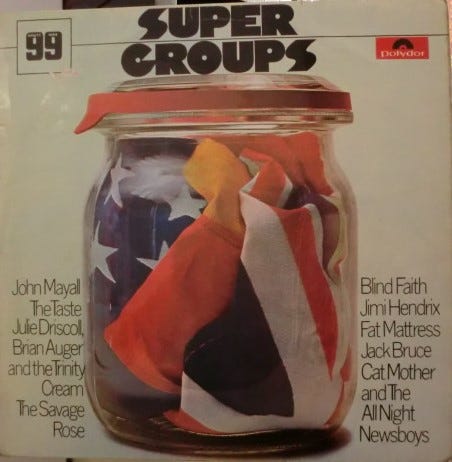 SUPER
GROUPS
99
polydor
John Mayall
The Taste
Julie Driscoll,
Brian Auger
and the Trinity
Cream
The Savage
Rose
Blind Faith
Jimi Hendrix
Fat Mattress
Jack Bruce
Cat Mother
and The
All Night
Newsboys